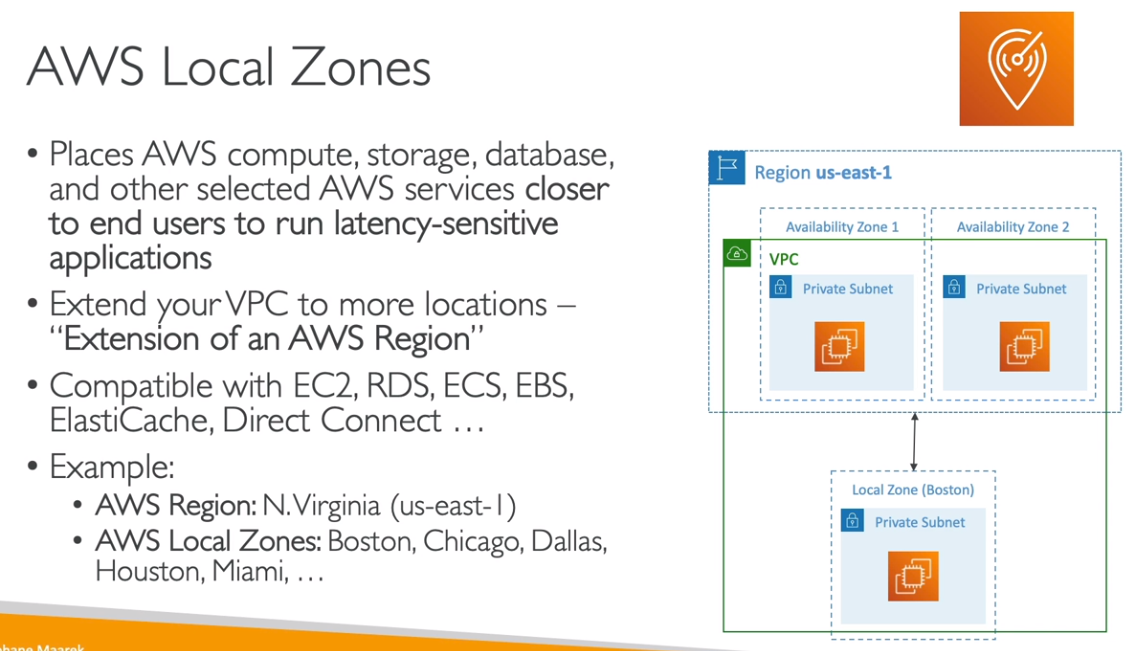 AWS Local Zones
• Places AWS compute, storage, database,
and other selected AWS services closer
to end users to run latency-sensitive
applications
• Extend your VPC to more locations –
“Extension of an AWS Region”
• Compatible with EC2, RDS, ECS, EBS,
ElastiCache, Direct Connect …
• Example:
• AWS Region: N. Virginia (us-east-1)
• AWS Local Zones: Boston, Chicago, Dallas,
Houston, Miami, …
Region us-east-1
Availability Zone 1
Availability Zone 2
VPC
Private Subnet
Private Subnet
Local Zone (Boston)
Private Subnet
Maarek